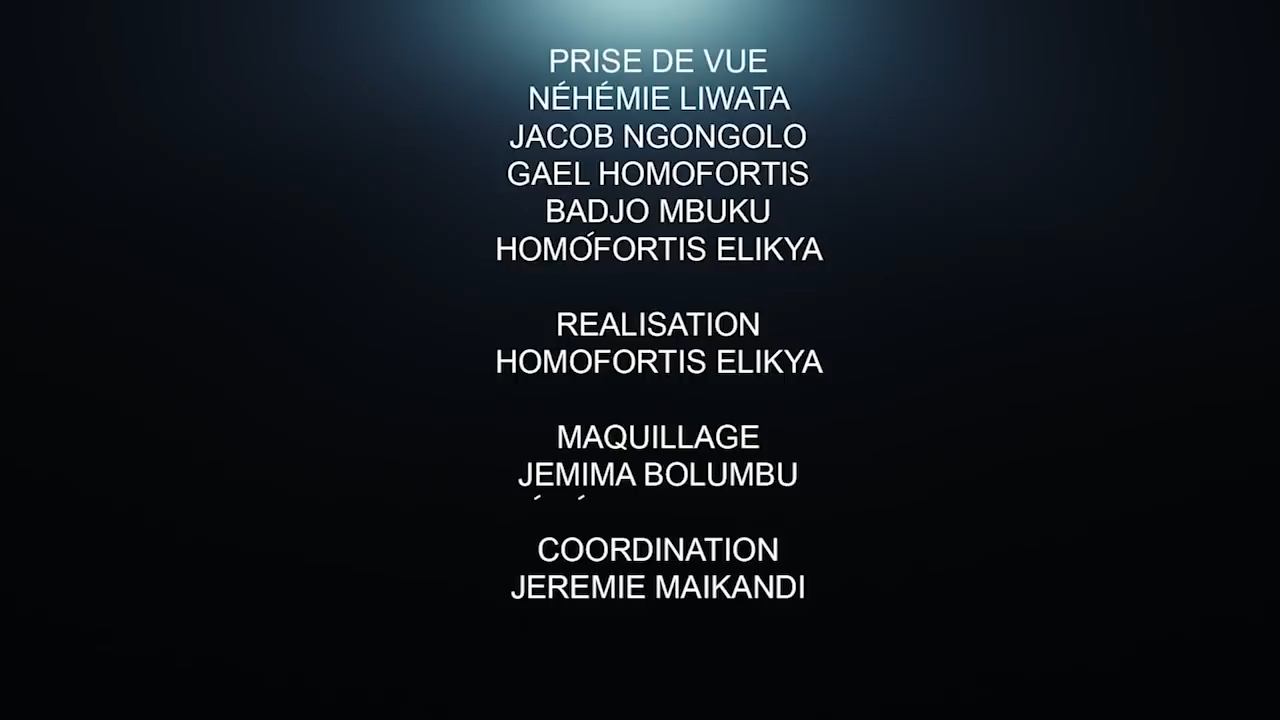 PRISE DE VUE
NÉHÉMIE LIWATA
JACOB NGONGOLO
GAEL HOMOFORTIS
BADJO MBUKU
HOMOFORTIS ELIKYA
REALISATION
HOMOFORTIS ELIKYA
MAQUILLAGE
JEMIMA BOLUMBU
COORDINATION
JEREMIE MAIKANDI